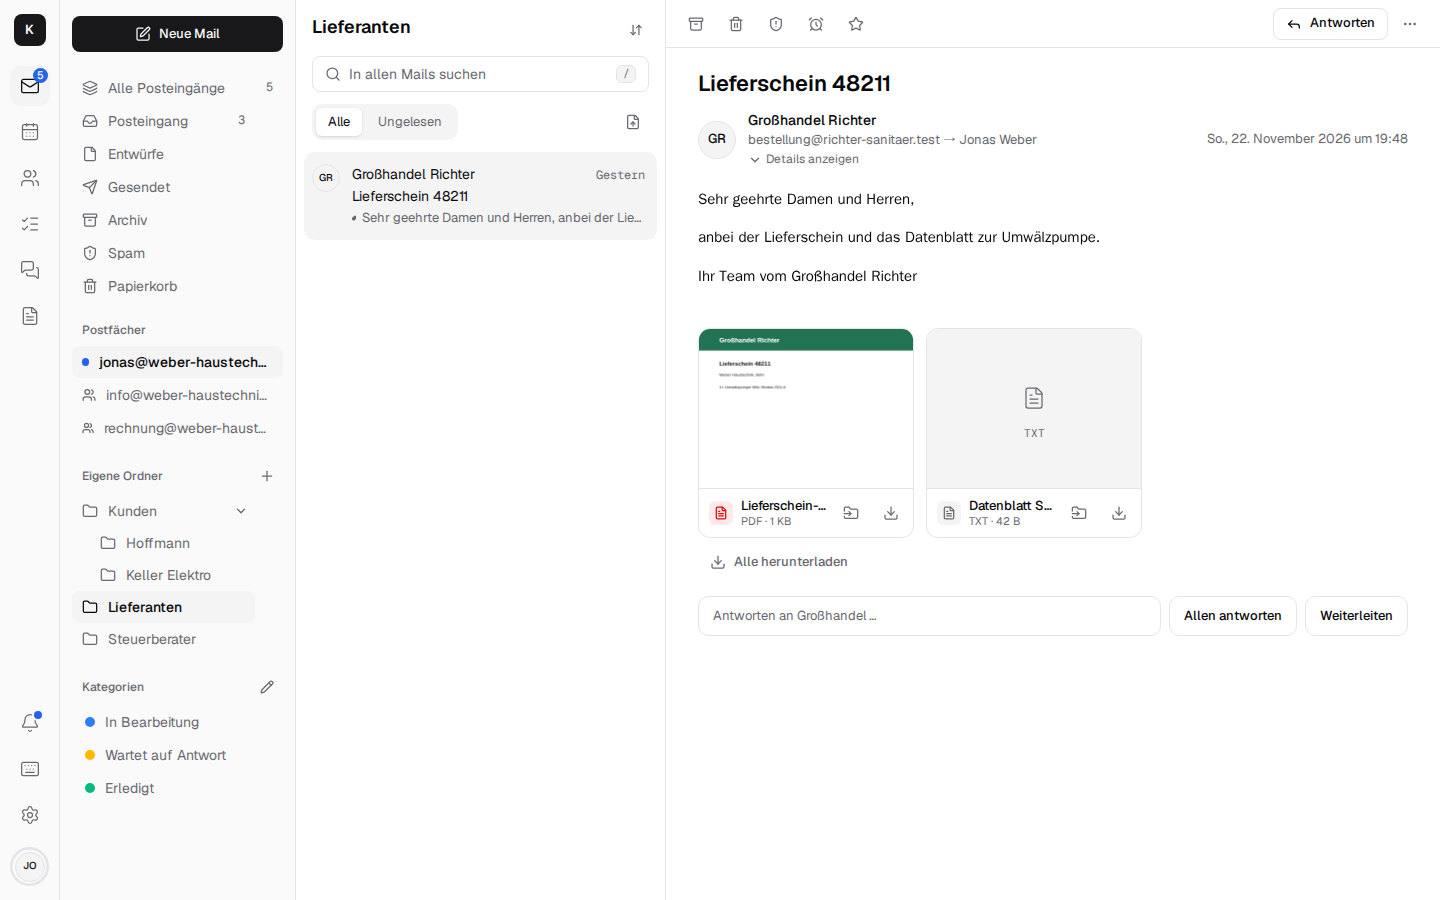 K
5
Neue Mail
Alle Posteingänge 5
Posteingang 3
Entwürfe
Gesendet
Archiv
Spam
Papierkorb
Postfächer
jonas@weber-haustech...
info@weber-haustechni...
rechnung@weber-haust...
Eigene Ordner
Kunden
Hoffmann
Keller Elektro
Lieferanten
Steuerberater
Kategorien
In Bearbeitung
Wartet auf Antwort
Erledigt
JO
Lieferanten
In allen Mails suchen /
Alle Ungelesen
GR
Großhandel Richter Gestern
Lieferschein 48211
Sehr geehrte Damen und Herren, anbei der Lie...
Antworten
Lieferschein 48211
GR
Großhandel Richter
bestellung@richter-sanitaer.test → Jonas Weber
Details anzeigen
So., 22. November 2026 um 19:48
Sehr geehrte Damen und Herren,
anbei der Lieferschein und das Datenblatt zur Umwälzpumpe.
Ihr Team vom Großhandel Richter
Großhandel Richter
Lieferschein 48211
Weber Haustechnik
TXT
Lieferschein-...
PDF · 1 KB
Datenblatt S...
TXT · 42 B
Alle herunterladen
Antworten an Großhandel ...
Allen antworten
Weiterleiten